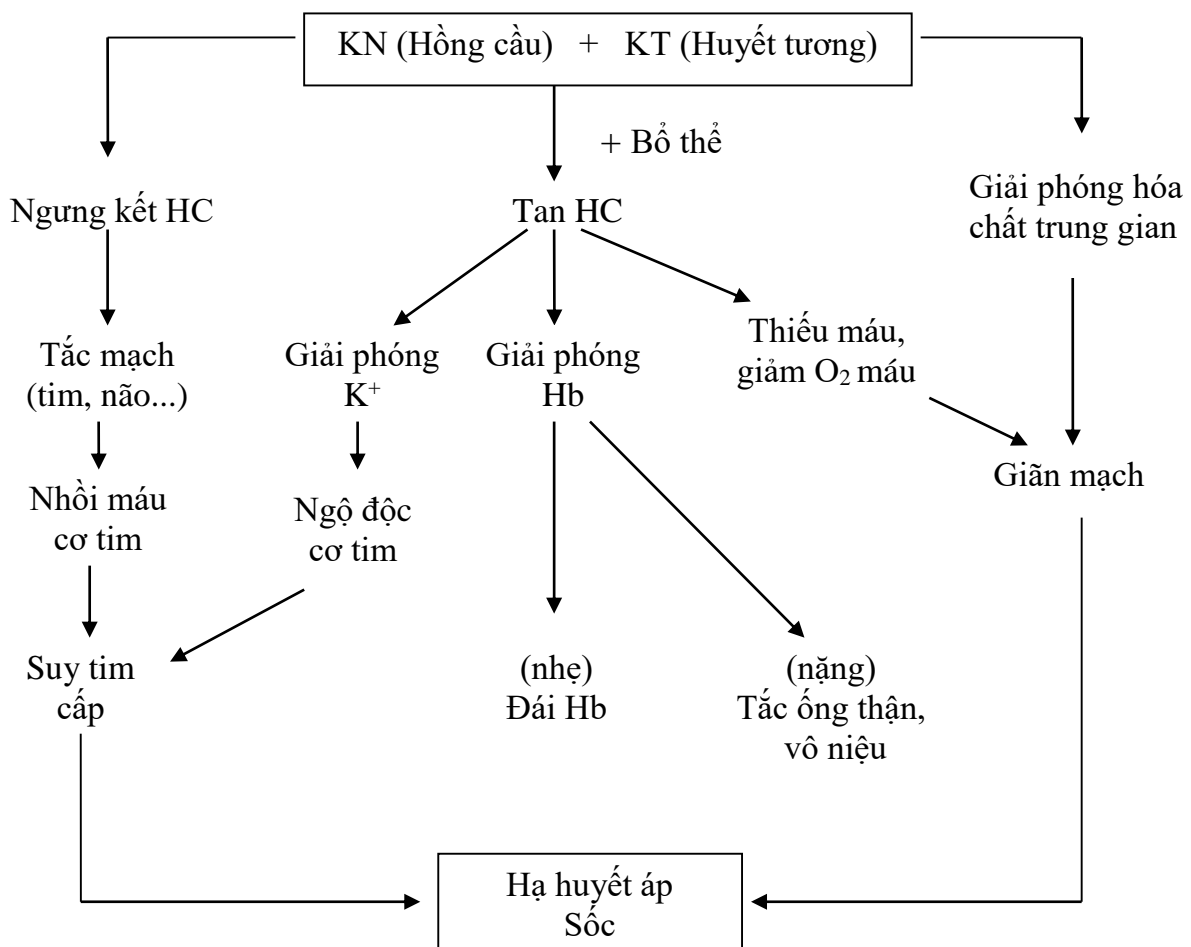 KN (Hồng cầu) + KT (Huyết tương)
+ Bổ thể
Ngưng kết HC
Tan HC
Giải phóng hóa
chất trung gian
Tắc mạch
(tim, não...)
Giải phóng
K⁺
Giải phóng
Hb
Thiếu máu,
giảm O₂ máu
Nhồi máu
cơ tim
Ngộ độc
cơ tim
Giãn mạch
Suy tim
cấp
(nhẹ)
Đái Hb
(nặng)
Tắc ống thận,
vô niệu
Hạ huyết áp
Sốc